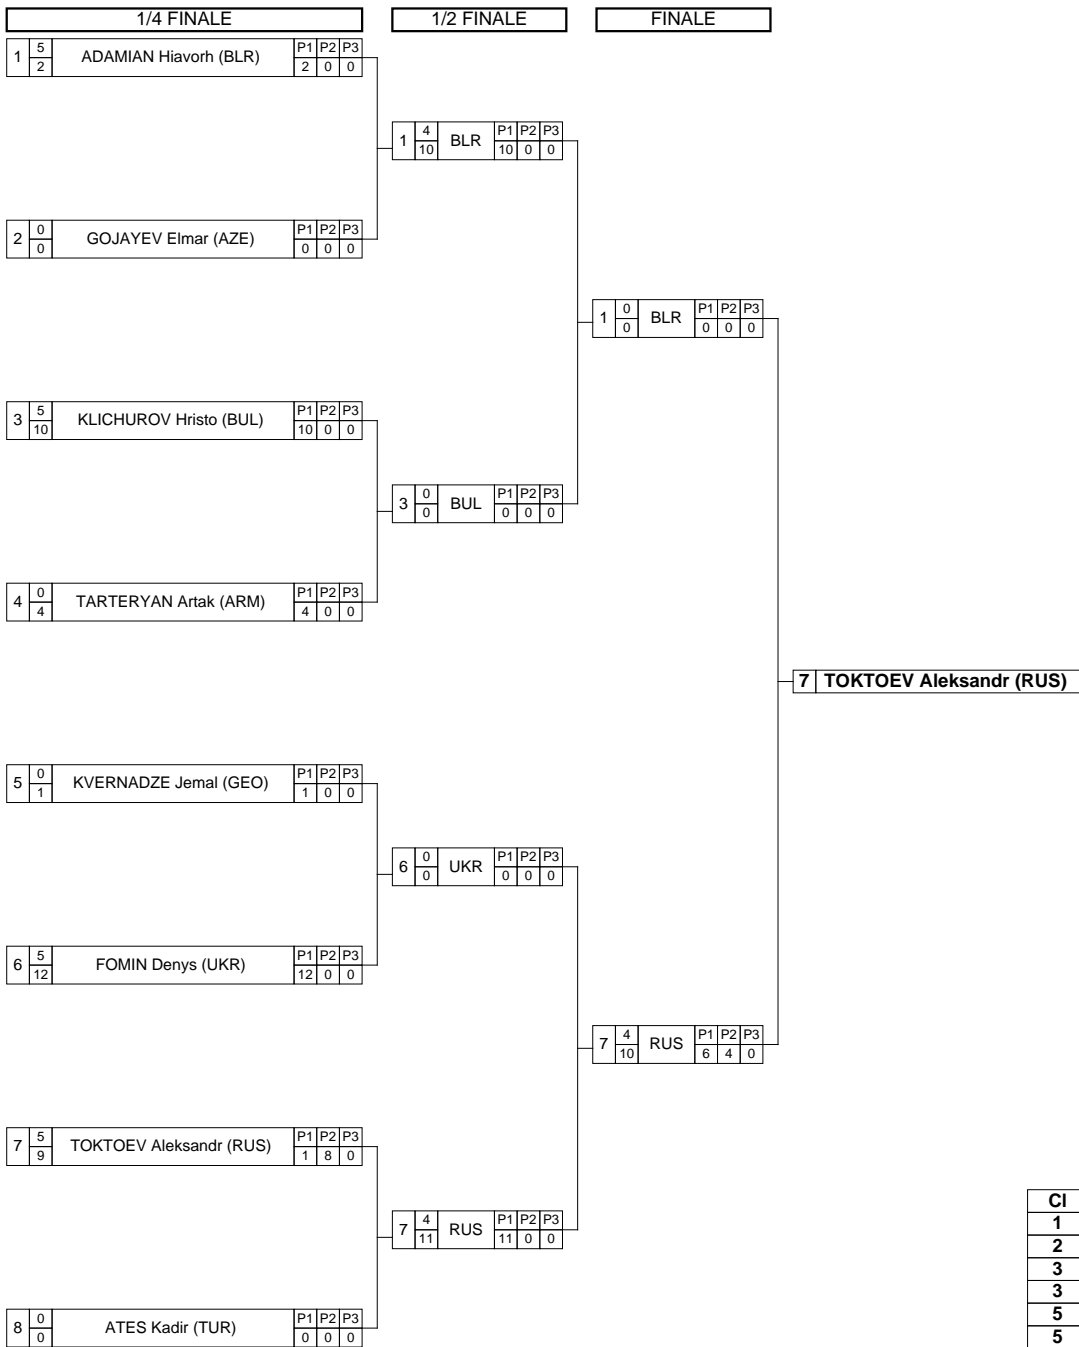 1/4 FINALE 1/2 FINALE FINALE
5 P1 P2 P3
1 ADAMIAN Hiavorh (BLR)
2 2 0 0
4 P1 P2 P3
1 BLR
10 10 0 0
0 P1 P2 P3
2 GOJAYEV Elmar (AZE)
0 0 0 0
0 P1 P2 P3
1 BLR
0 0 0 0
5 P1 P2 P3
3 KLICHUROV Hristo (BUL)
10 10 0 0
0 P1 P2 P3
3 BUL
0 0 0 0
0 P1 P2 P3
4 TARTERYAN Artak (ARM)
4 4 0 0
7 TOKTOEV Aleksandr (RUS)
0 P1 P2 P3
5 KVERNADZE Jemal (GEO)
1 1 0 0
0 P1 P2 P3
6 UKR
0 0 0 0
5 P1 P2 P3
6 FOMIN Denys (UKR)
12 12 0 0
4 P1 P2 P3
7 RUS
10 6 4 0
5 P1 P2 P3
7 TOKTOEV Aleksandr (RUS)
9 1 8 0
4 P1 P2 P3
7 RUS
11 11 0 0
0 P1 P2 P3
8 ATES Kadir (TUR)
0 0 0 0
Cl
1
2
3
3
5
5